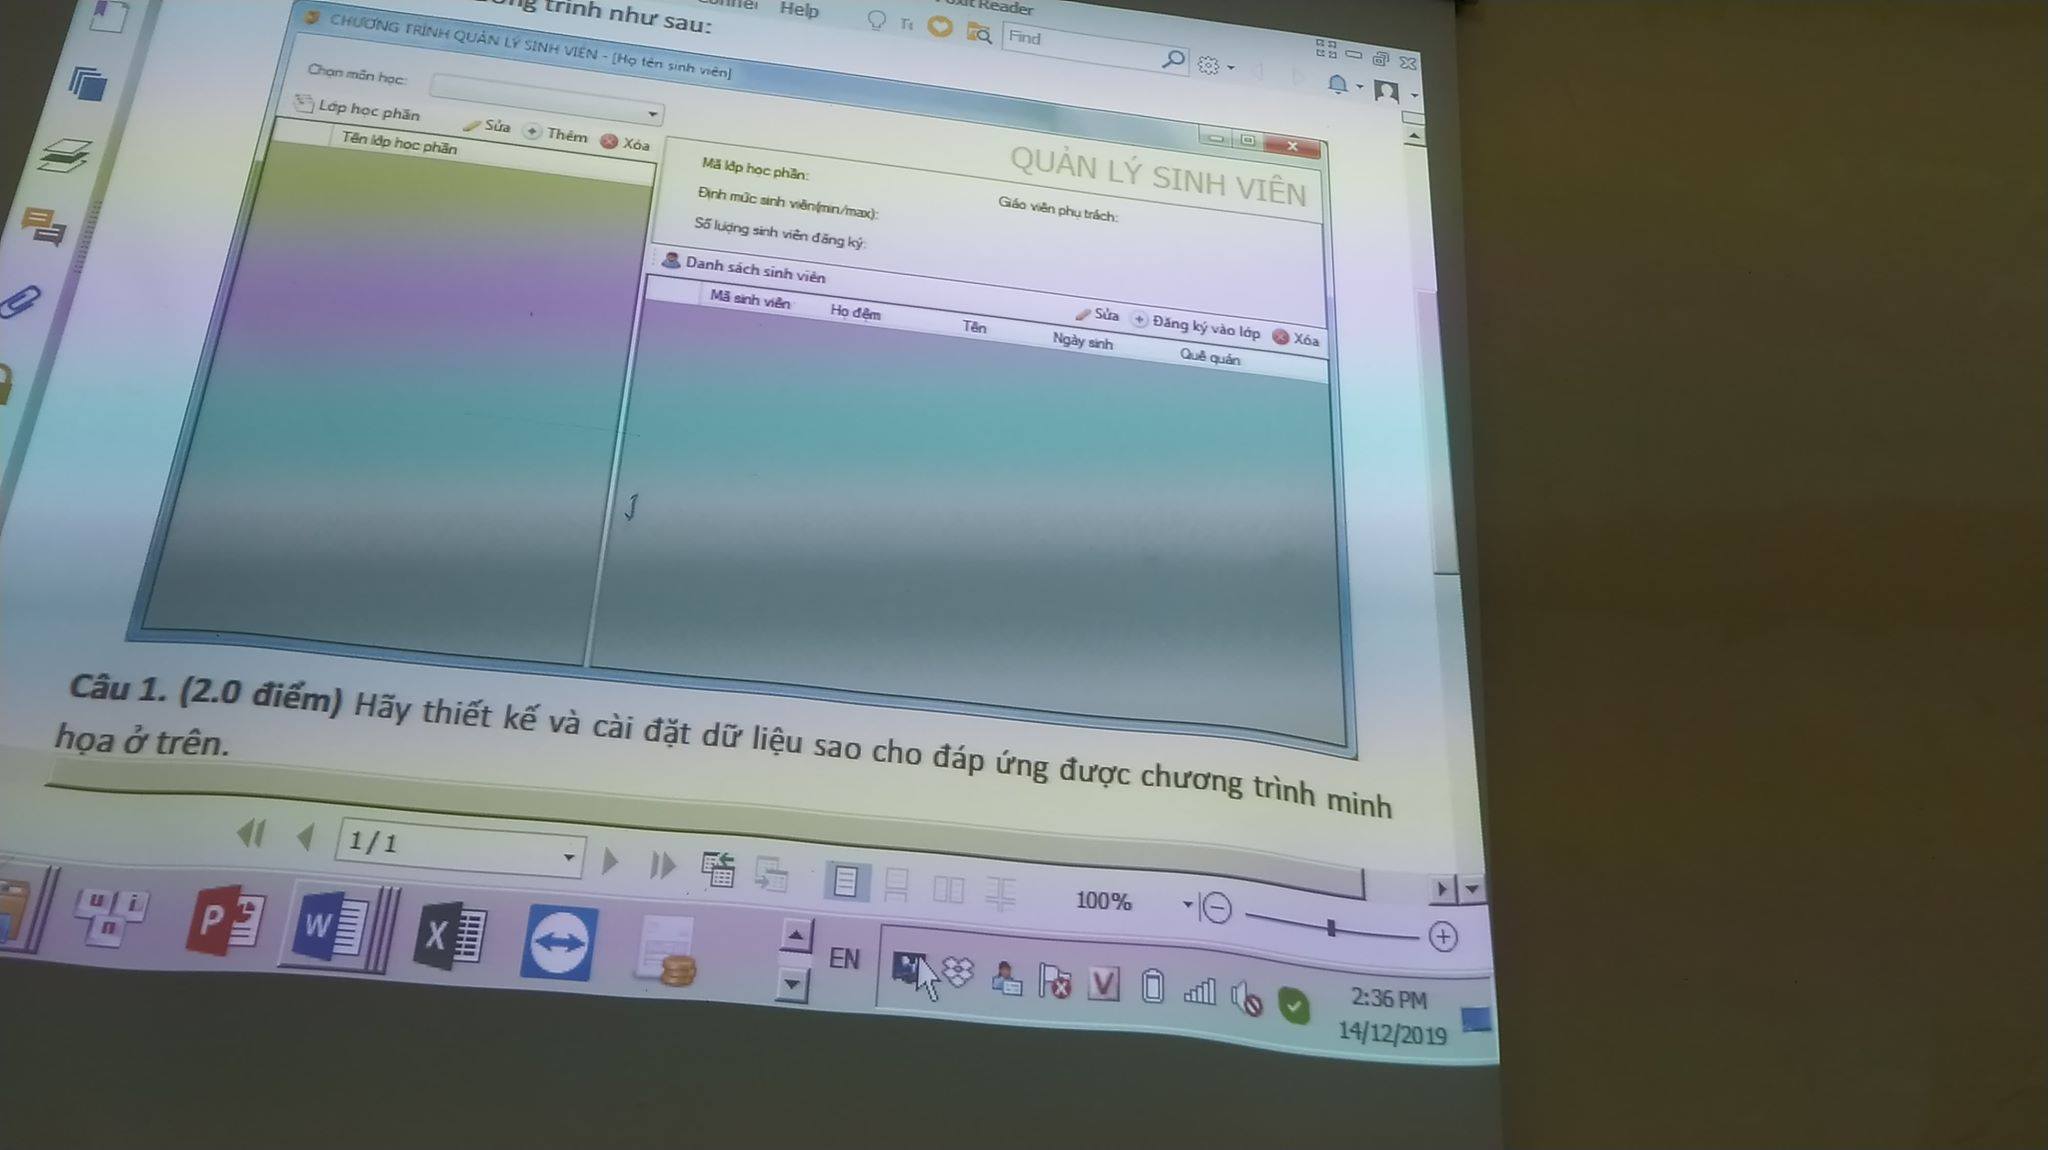 trình như sau:
Help
Reader
Find
CHƯƠNG TRÌNH QUẢN LÝ SINH VIÊN - [Họ tên sinh viên]
Chọn môn học:
Lớp học phần
Sửa
Thêm
Xóa
Tên lớp học phần
QUẢN LÝ SINH VIÊN
Mã lớp học phần:
Định mức sinh viên(min/max):
Giáo viên phụ trách:
Số lượng sinh viên đăng ký:
Danh sách sinh viên
Sửa
Đăng ký vào lớp
Xóa
Mã sinh viên
Họ đệm
Tên
Ngày sinh
Quê quán
Câu 1. (2.0 điểm) Hãy thiết kế và cài đặt dữ liệu sao cho đáp ứng được chương trình minh
họa ở trên.
1 / 1
100%
u i
n
P
W
X
EN
V
2:36 PM
14/12/2019